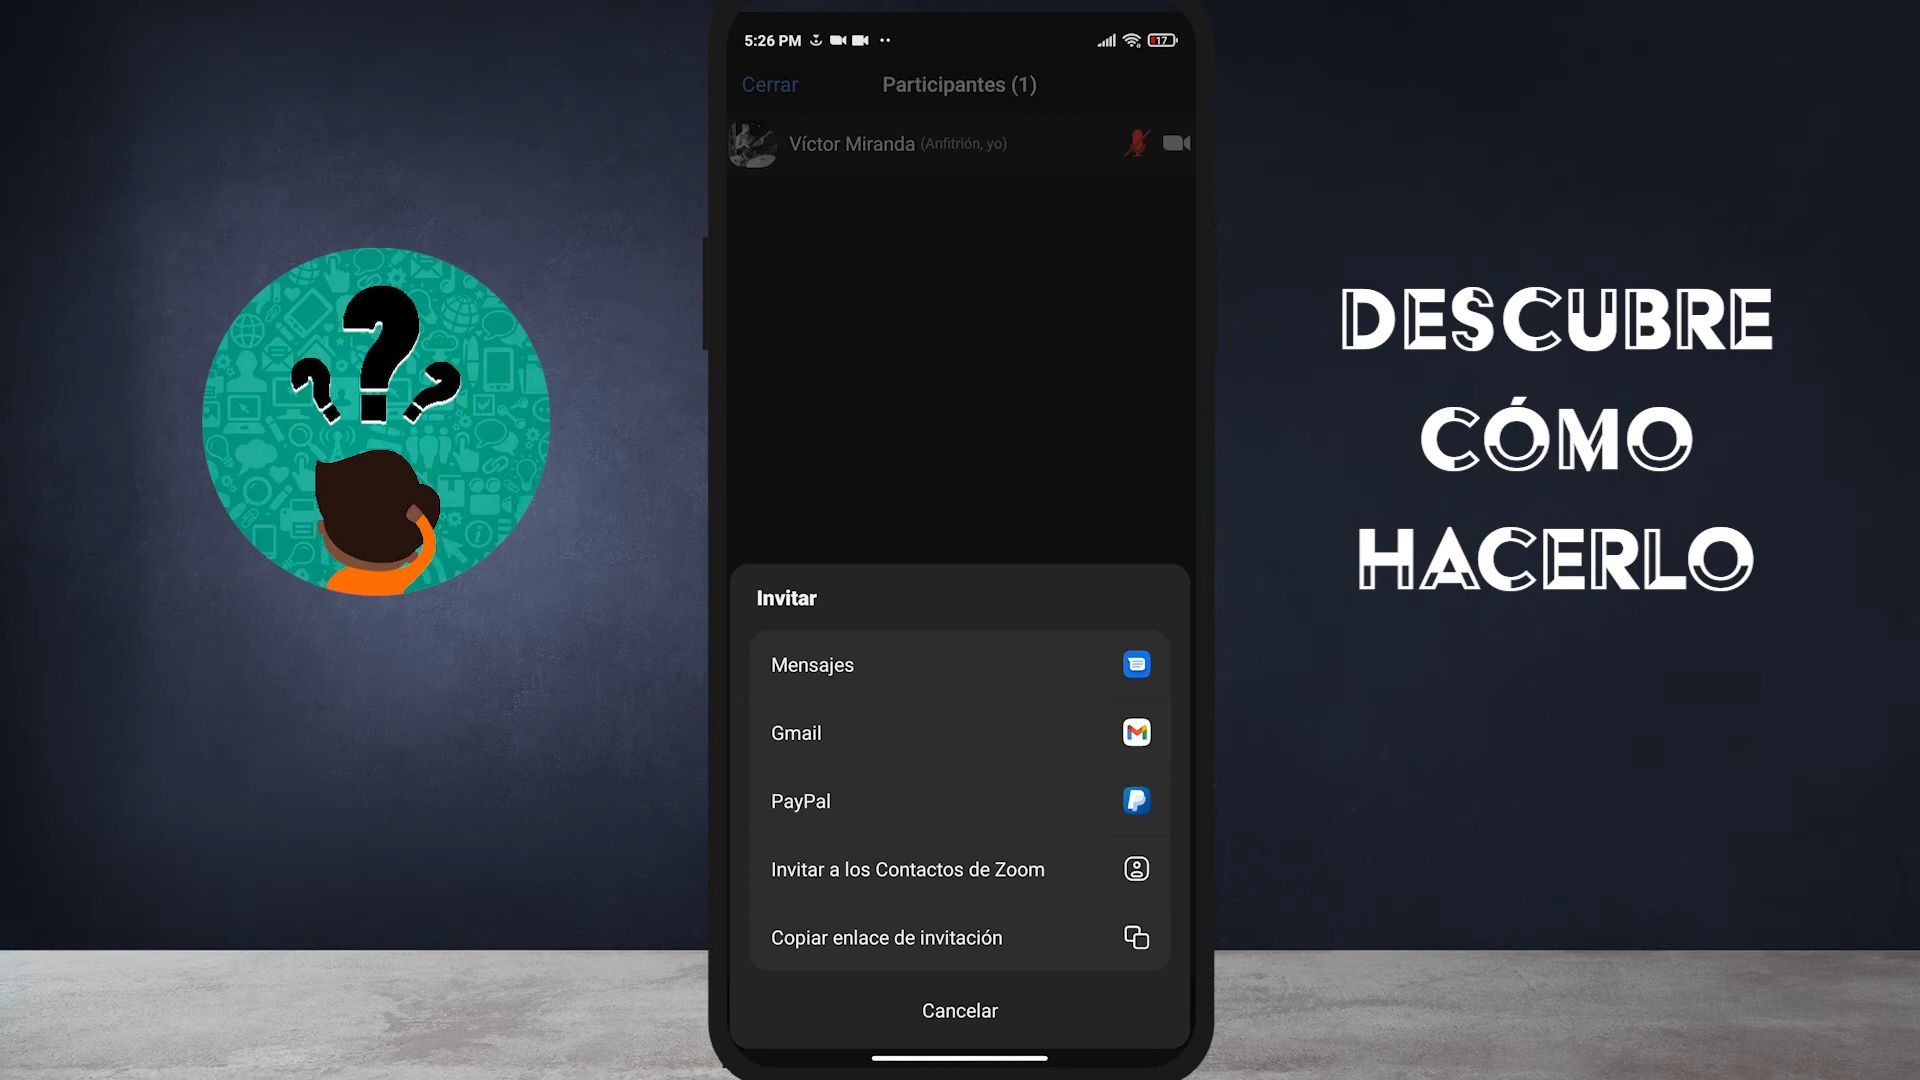 5:26 PM
17
Cerrar
Participantes (1)
Víctor Miranda (Anfitrión, yo)
DESCUBRE
CÓMO
HACERLO
Invitar
Mensajes
Gmail
PayPal
Invitar a los Contactos de Zoom
Copiar enlace de invitación
Cancelar